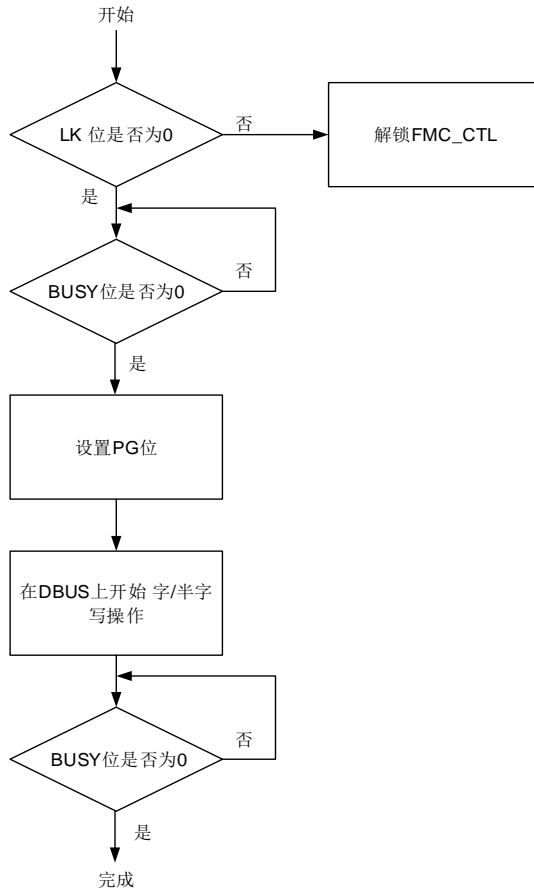 开始
LK 位是否为0
否
解锁FMC_CTL
是
BUSY位是否为0
否
是
设置PG位
在DBUS上开始 字/半字
写操作
BUSY位是否为0
否
是
完成